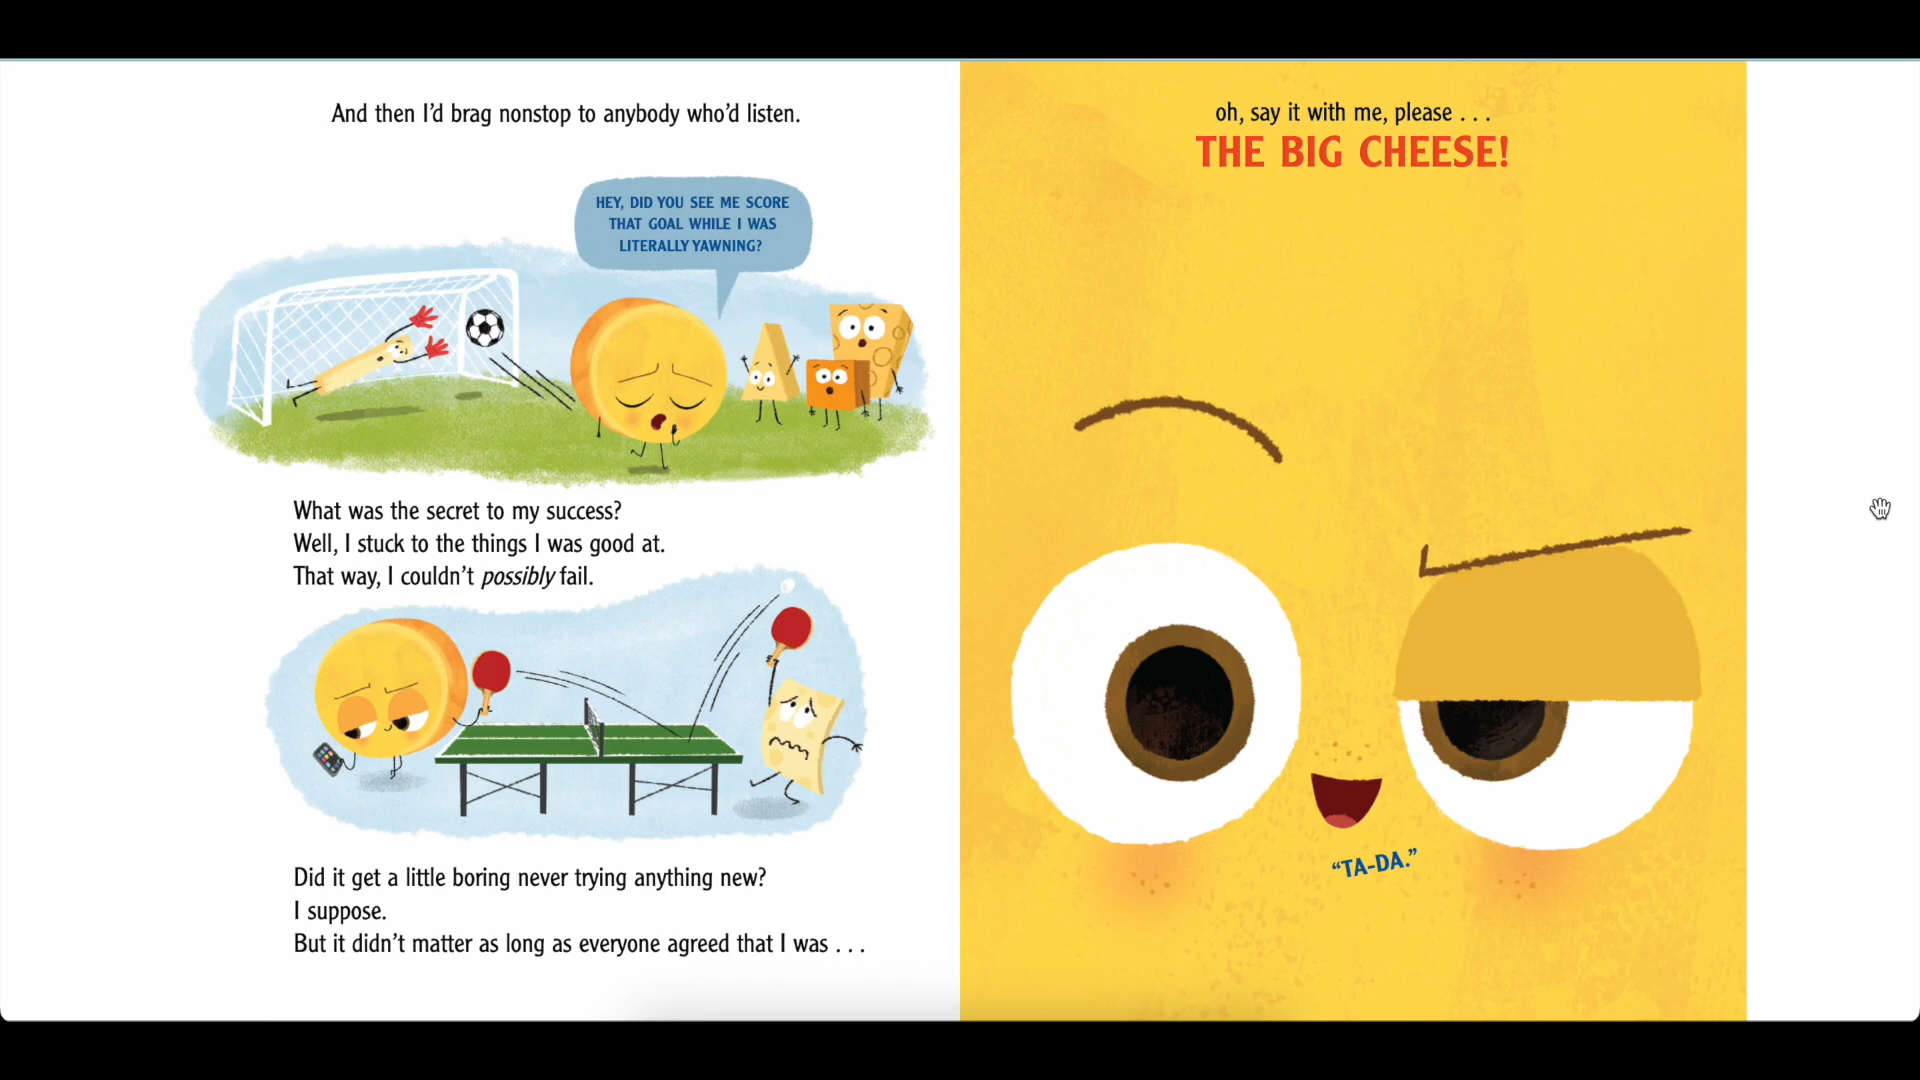 And then I’d brag nonstop to anybody who’d listen.
HEY, DID YOU SEE ME SCORE
THAT GOAL WHILE I WAS
LITERALLY YAWNING?
What was the secret to my success?
Well, I stuck to the things I was good at.
That way, I couldn’t possibly fail.
Did it get a little boring never trying anything new?
I suppose.
But it didn’t matter as long as everyone agreed that I was . . .
oh, say it with me, please . . .
THE BIG CHEESE!
“TA-DA.”